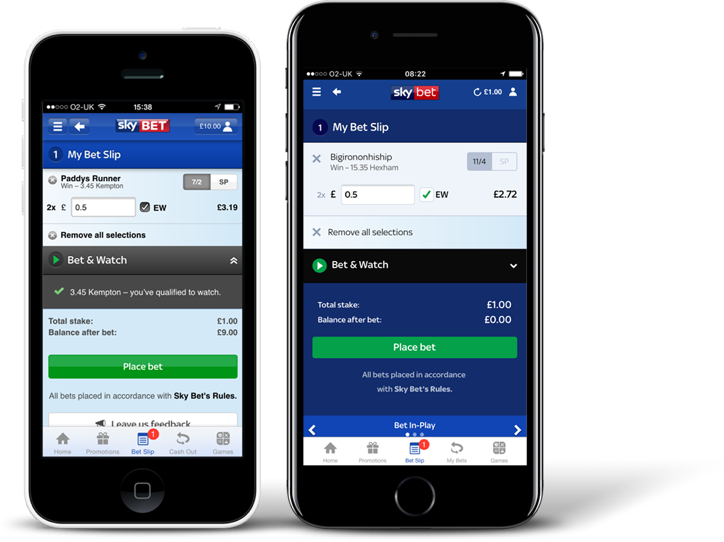 O2-UK 15:38
sky BET £10.00
1 My Bet Slip
Paddys Runner 7/2 SP
Win – 3.45 Kempton
2x £ 0.5 EW £3.19
Remove all selections
Bet & Watch
3.45 Kempton – you've qualified to watch.
Total stake: £1.00
Balance after bet: £9.00
Place bet
All bets placed in accordance with Sky Bet's Rules.
Leave us feedback
1
Home Promotions Bet Slip Cash Out Games
O2-UK 08:22
sky bet £1.00
1 My Bet Slip
Bigirononhiship 11/4 SP
Win – 15.35 Hexham
2x £ 0.5 EW £2.72
Remove all selections
Bet & Watch
Total stake: £1.00
Balance after bet: £0.00
Place bet
All bets placed in accordance
with Sky Bet's Rules.
Bet In-Play
1
Home Promotions Bet Slip My Bets Games